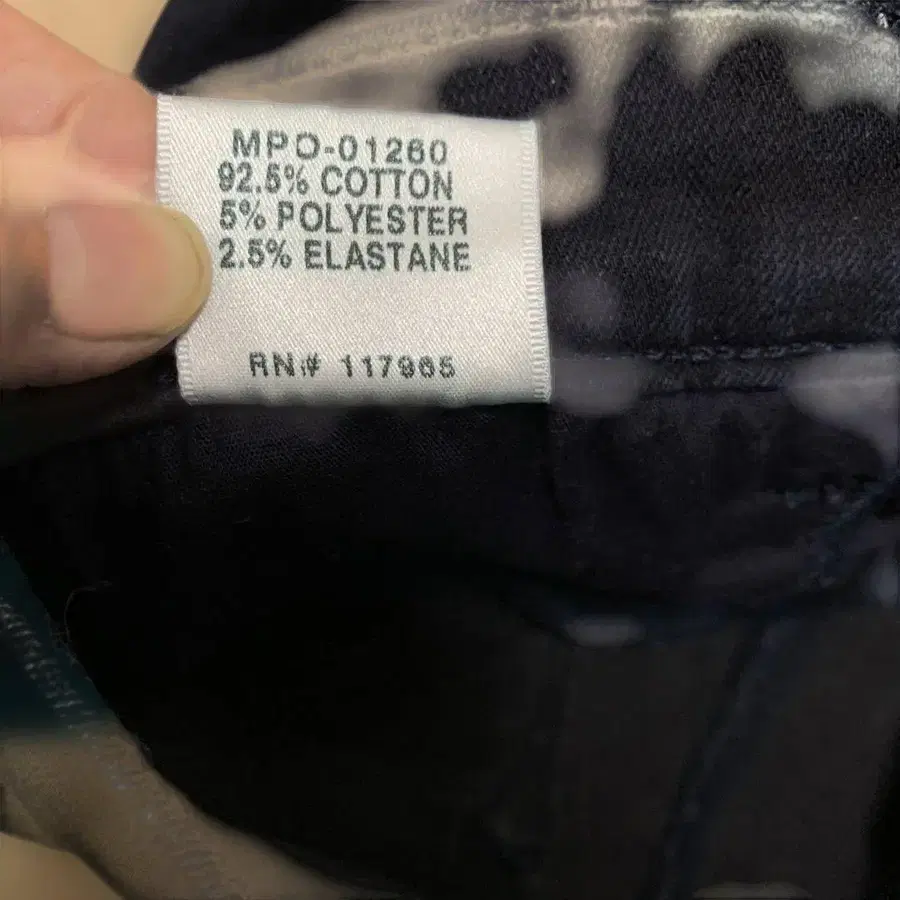 MPO-01260
92.5% COTTON
5% POLYESTER
2.5% ELASTANE
RN# 117965